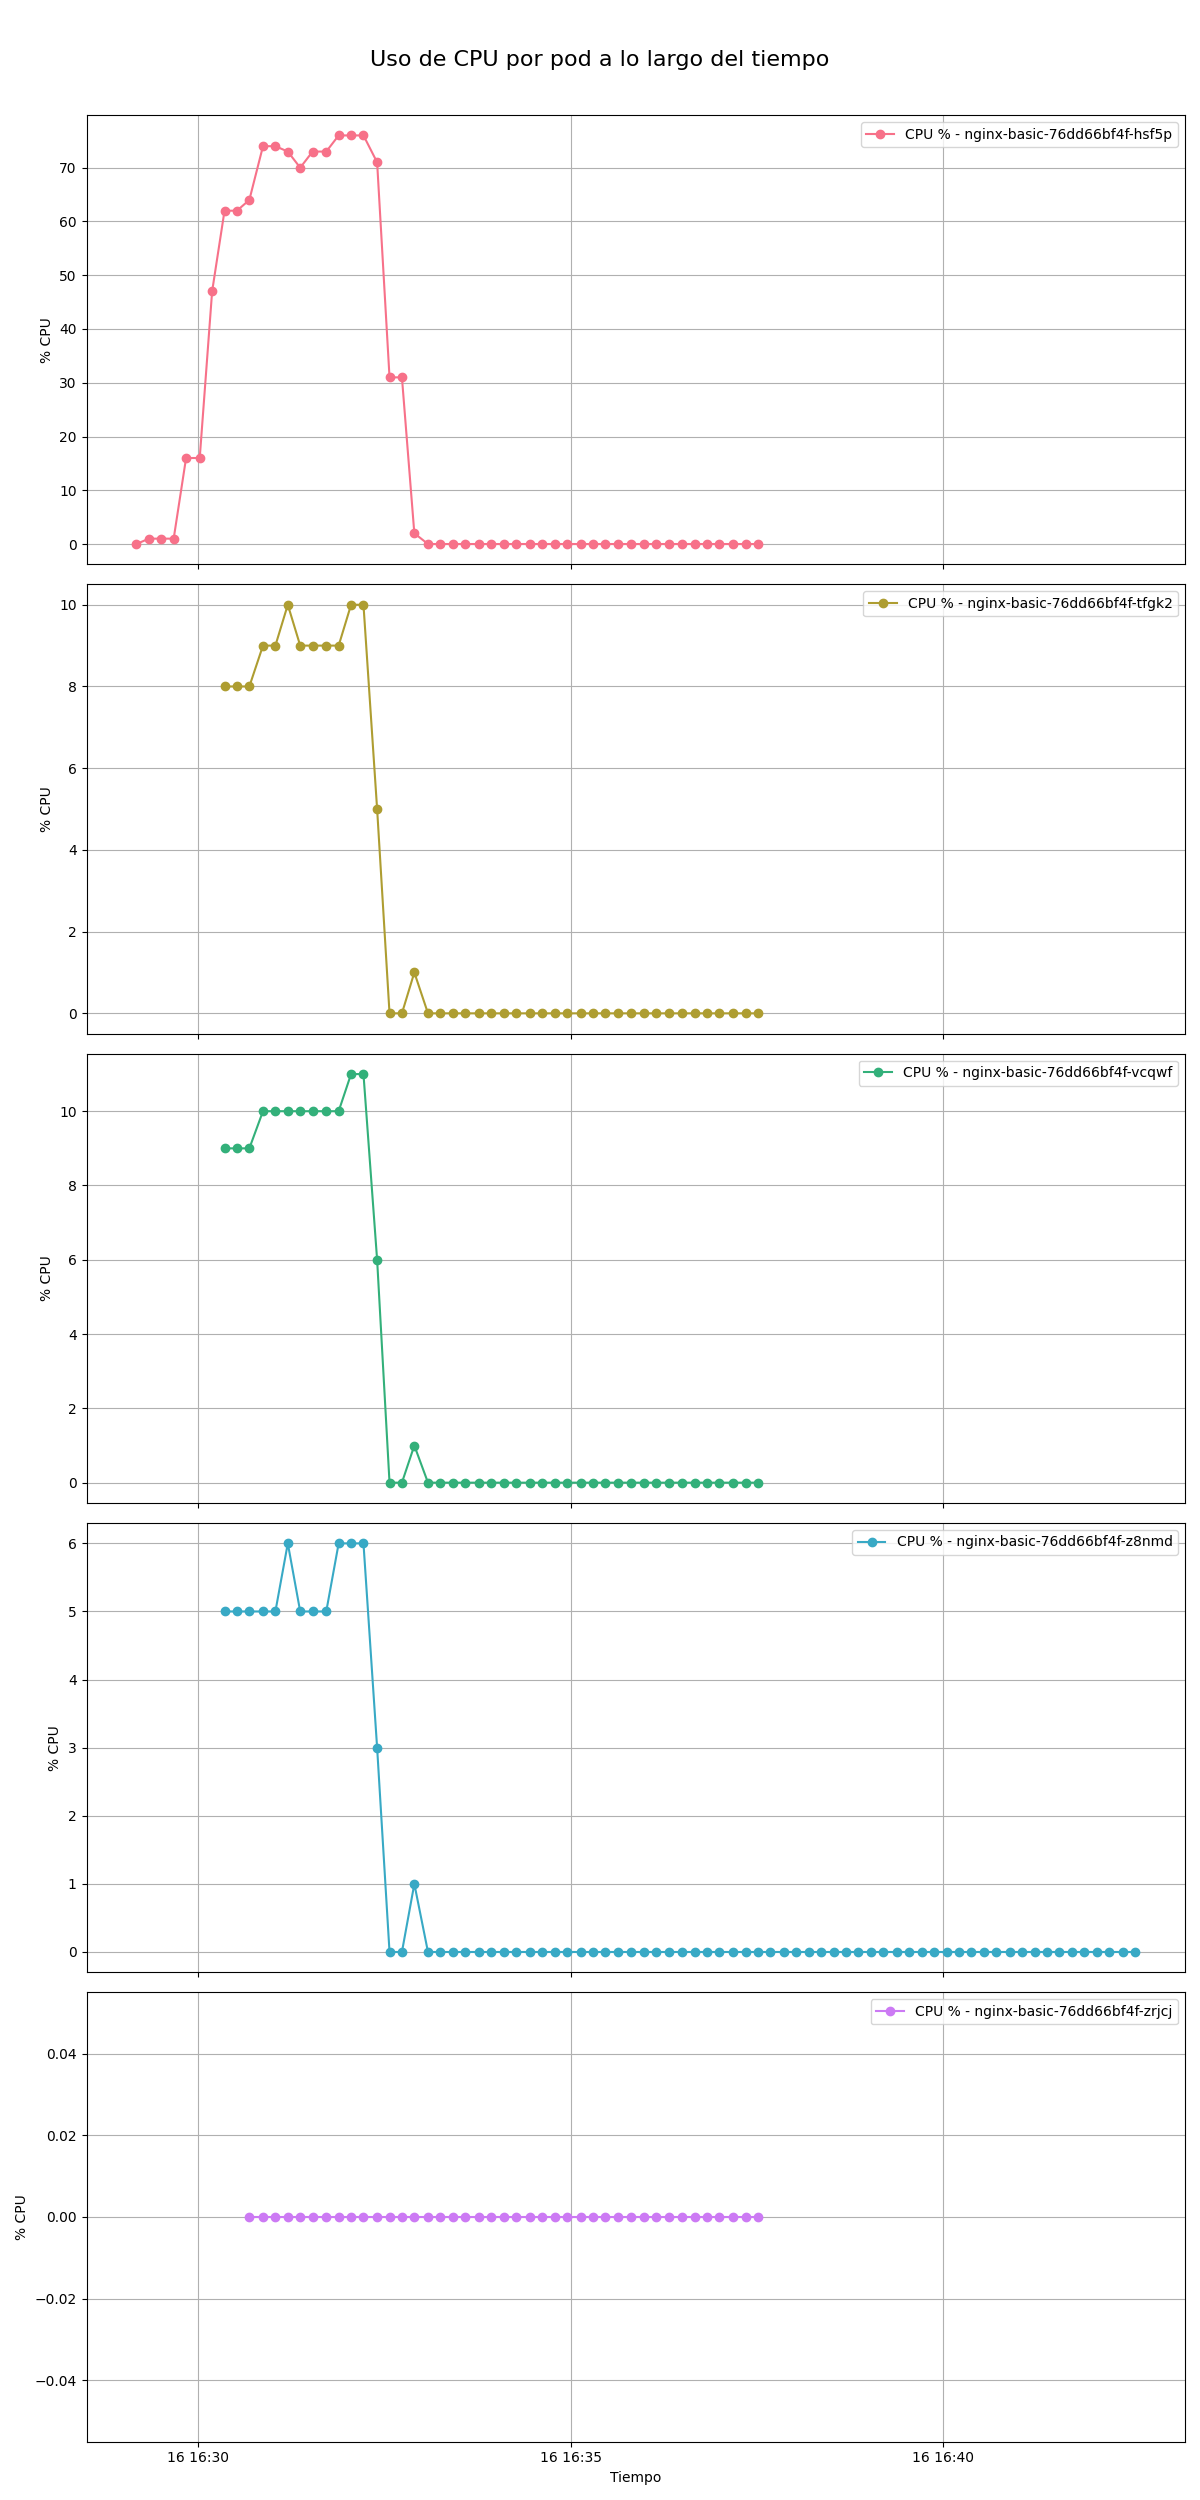 Uso de CPU por pod a lo largo del tiempo
CPU % - nginx-basic-76dd66bf4f-hsf5p
70
60
50
40
30
20
10
0
% CPU
CPU % - nginx-basic-76dd66bf4f-tfgk2
10
8
6
4
2
0
% CPU
CPU % - nginx-basic-76dd66bf4f-vcqwf
10
8
6
4
2
0
% CPU
CPU % - nginx-basic-76dd66bf4f-z8nmd
6
5
4
3
2
1
0
% CPU
CPU % - nginx-basic-76dd66bf4f-zrjcj
0.04
0.02
0.00
−0.02
−0.04
% CPU
16 16:30 16 16:35 16 16:40
Tiempo